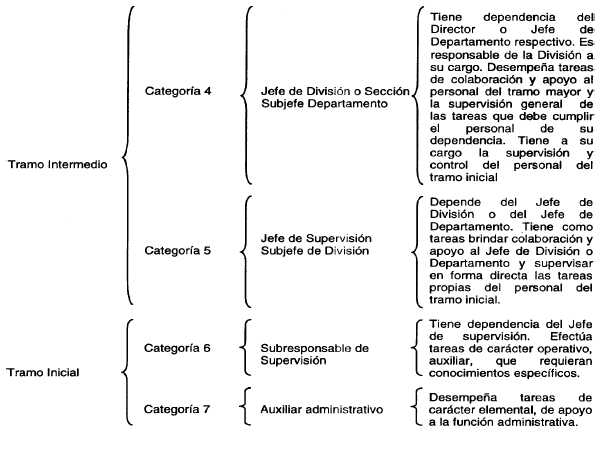 Tramo Intermedio
Categoría 4
Jefe de División o Sección
Subjefe Departamento
Tiene dependencia del
Director o Jefe de
Departamento respectivo. Es
responsable de la División a
su cargo. Desempeña tareas
de colaboración y apoyo al
personal del tramo mayor y
la supervisión general de
las tareas que debe cumplir
el personal de su
dependencia. Tiene a su
cargo la supervisión y
control del personal del
tramo inicial
Categoría 5
Jefe de Supervisión
Subjefe de División
Depende del Jefe de
División o del Jefe de
Departamento. Tiene como
tareas brindar colaboración y
apoyo al Jefe de División o
Departamento y supervisar
en forma directa las tareas
propias del personal del
tramo inicial.
Tramo Inicial
Categoría 6
Subresponsable de
Supervisión
Tiene dependencia del Jefe
de supervisión. Efectúa
tareas de carácter operativo,
auxiliar, que requieran
conocimientos específicos.
Categoría 7
Auxiliar administrativo
Desempeña tareas de
carácter elemental, de apoyo
a la función administrativa.